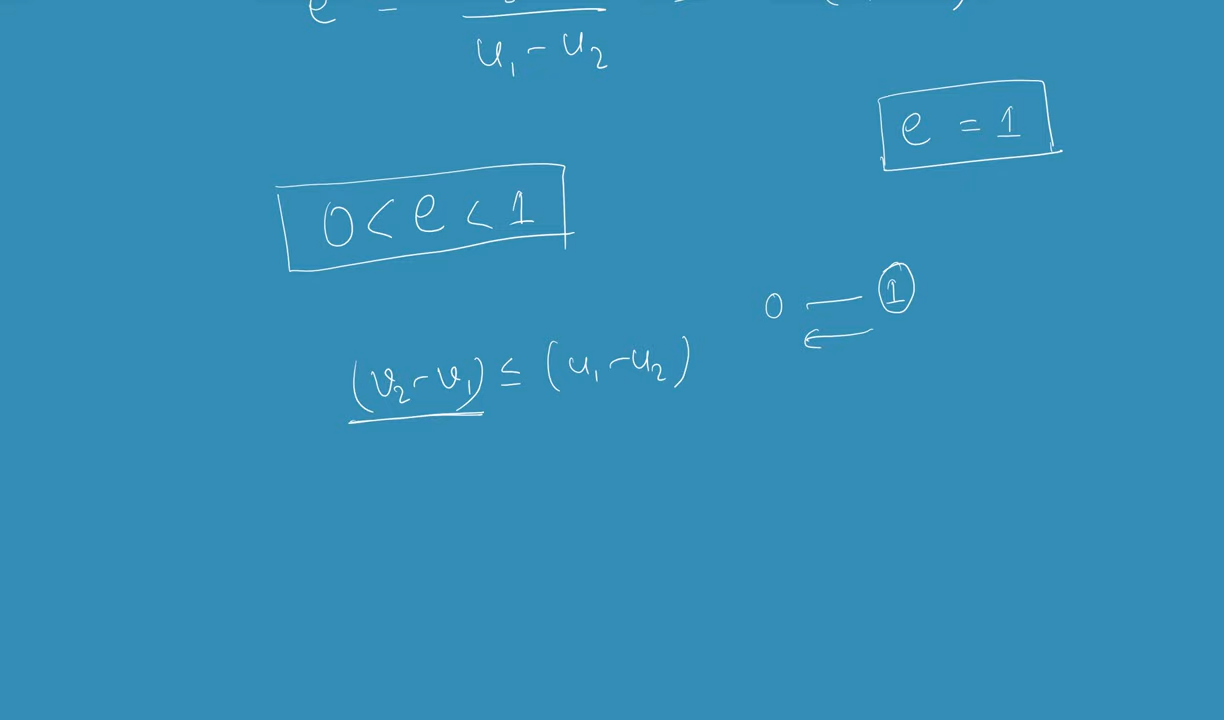 e =
u₁ - u₂
e = 1
0 < e < 1
0 — 1
(v₂ - v₁) ≤ (u₁ - u₂)